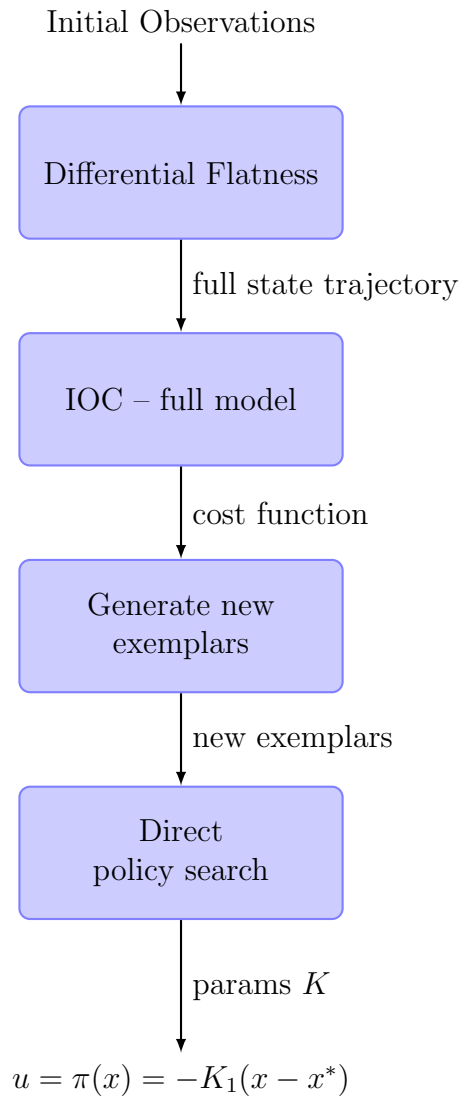 Initial Observations
Differential Flatness
full state trajectory
IOC – full model
cost function
Generate new
exemplars
new exemplars
Direct
policy search
params K
u = π(x) = −K₁(x − x*)